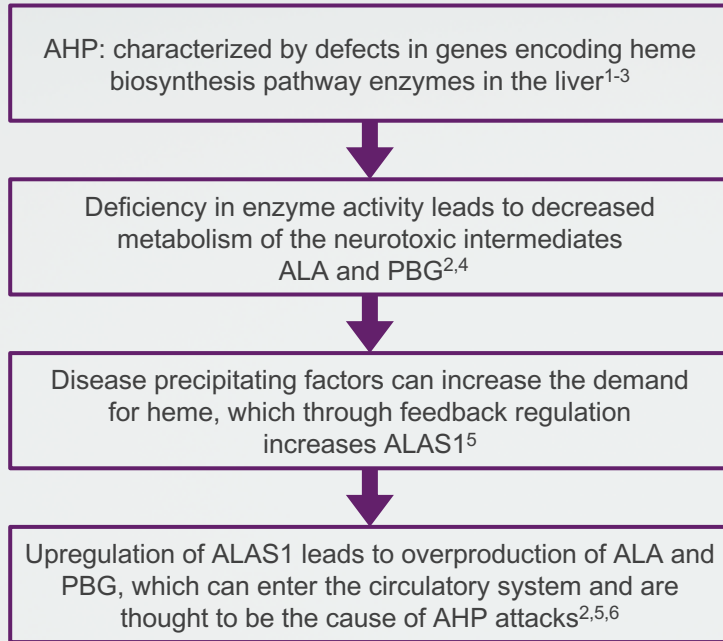 AHP: characterized by defects in genes encoding heme
biosynthesis pathway enzymes in the liver1-3
Deficiency in enzyme activity leads to decreased
metabolism of the neurotoxic intermediates
ALA and PBG2,4
Disease precipitating factors can increase the demand
for heme, which through feedback regulation
increases ALAS15
Upregulation of ALAS1 leads to overproduction of ALA and
PBG, which can enter the circulatory system and are
thought to be the cause of AHP attacks2,5,6